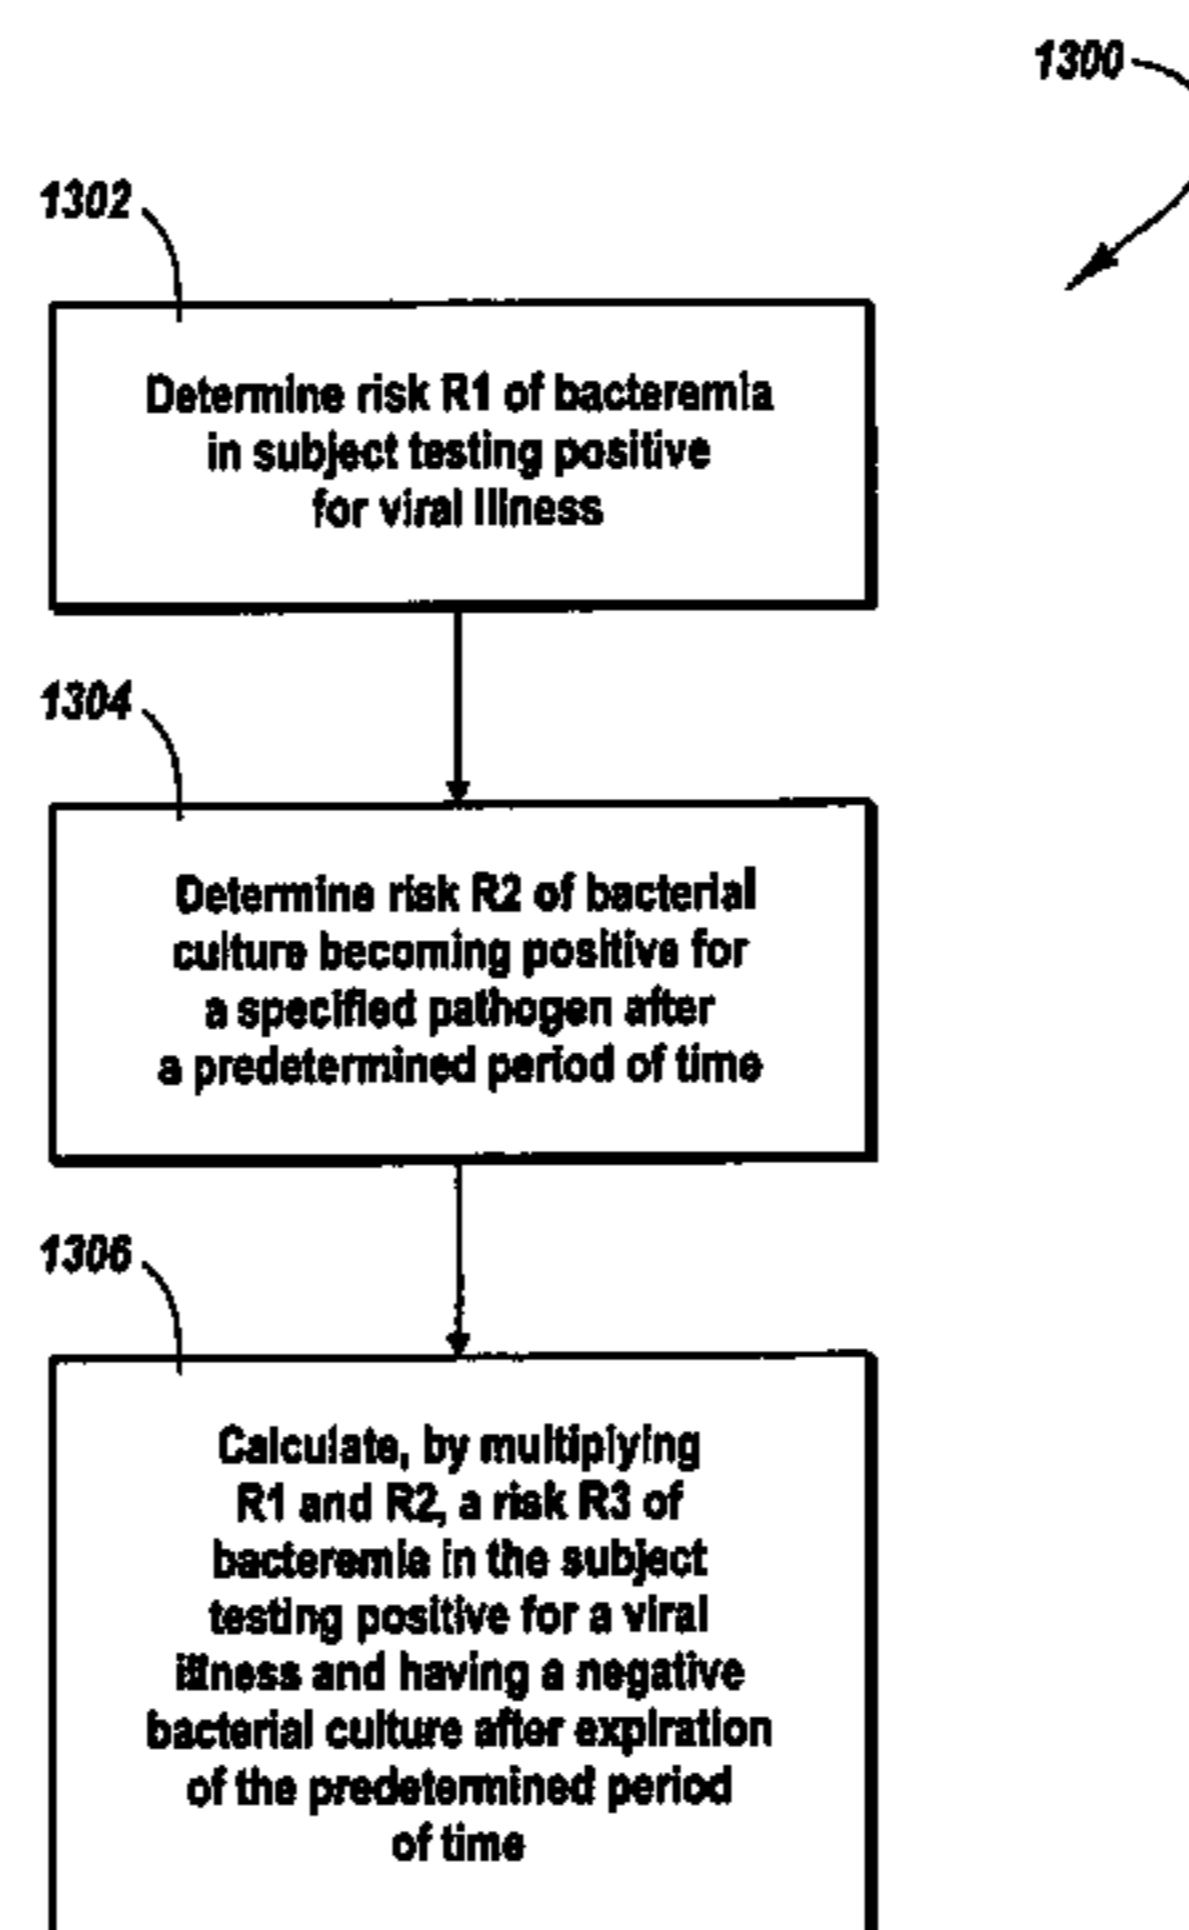 1300
1302
Determine risk R1 of bacteremia
in subject testing positive
for viral illness
1304
Determine risk R2 of bacterial
culture becoming positive for
a specified pathogen after
a predetermined period of time
1306
Calculate, by multiplying
R1 and R2, a risk R3 of
bacteremia in the subject
testing positive for a viral
illness and having a negative
bacterial culture after expiration
of the predetermined period
of time